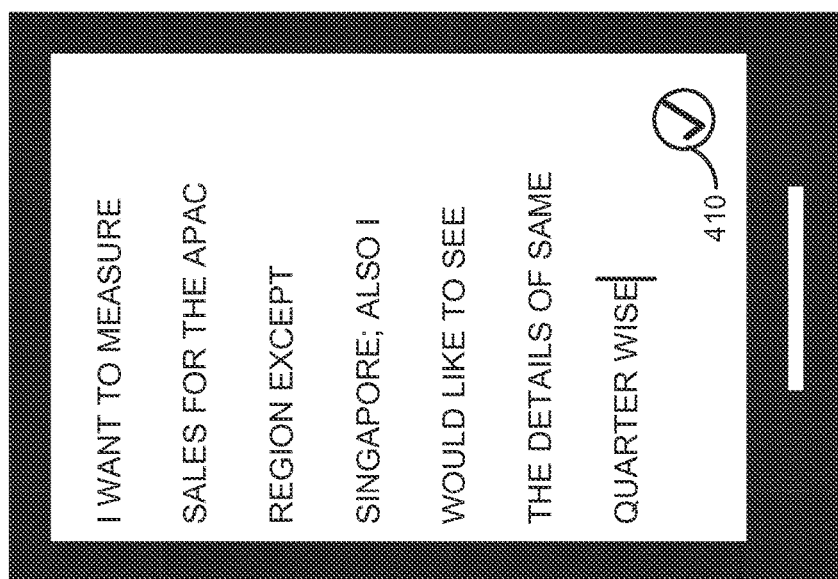 I WANT TO MEASURE
SALES FOR THE APAC
REGION EXCEPT
SINGAPORE; ALSO I
WOULD LIKE TO SEE
THE DETAILS OF SAME
QUARTER WISE
410